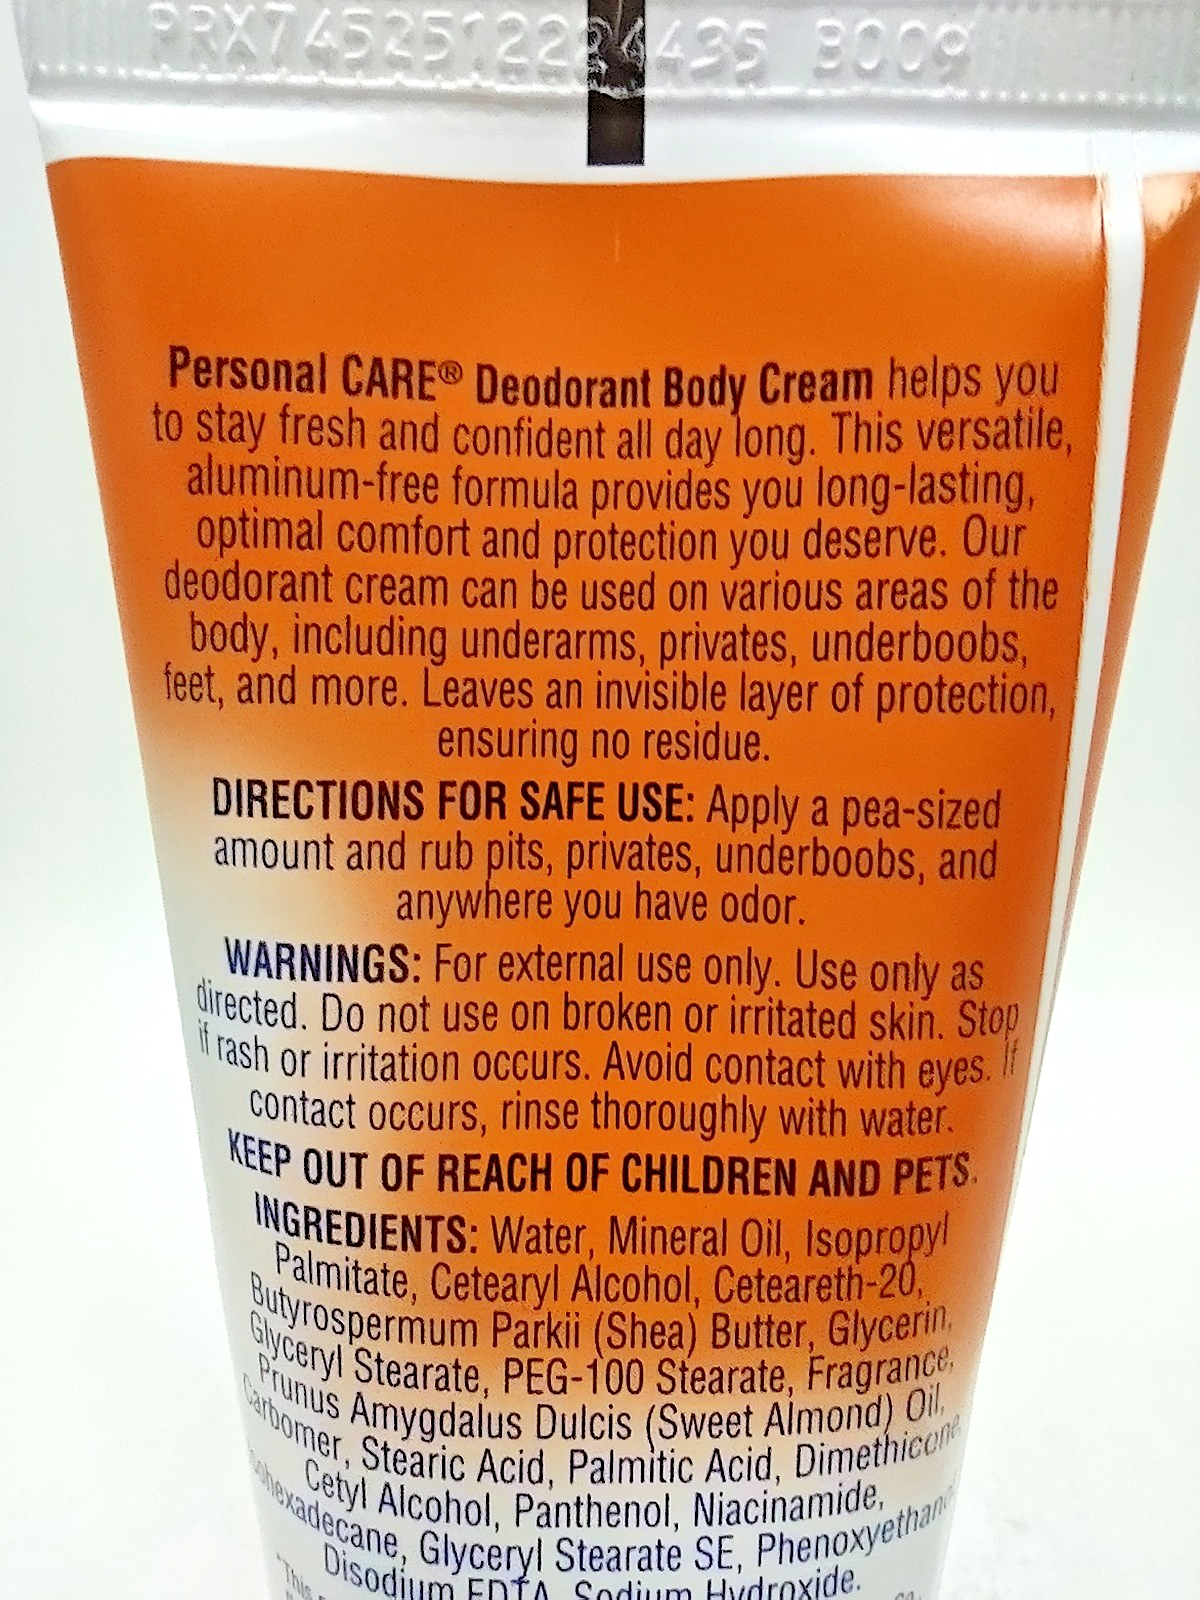 PRX74525 1224435 3009
Personal CARE® Deodorant Body Cream helps you
to stay fresh and confident all day long. This versatile,
aluminum-free formula provides you long-lasting,
optimal comfort and protection you deserve. Our
deodorant cream can be used on various areas of the
body, including underarms, privates, underboobs,
feet, and more. Leaves an invisible layer of protection,
ensuring no residue.
DIRECTIONS FOR SAFE USE: Apply a pea-sized
amount and rub pits, privates, underboobs, and
anywhere you have odor.
WARNINGS: For external use only. Use only as
directed. Do not use on broken or irritated skin. Stop
if rash or irritation occurs. Avoid contact with eyes. If
contact occurs, rinse thoroughly with water.
KEEP OUT OF REACH OF CHILDREN AND PETS.
INGREDIENTS: Water, Mineral Oil, Isopropyl
Palmitate, Cetearyl Alcohol, Ceteareth-20,
Butyrospermum Parkii (Shea) Butter, Glycerin,
Glyceryl Stearate, PEG-100 Stearate, Fragrance,
Prunus Amygdalus Dulcis (Sweet Almond) Oil,
Carbomer, Stearic Acid, Palmitic Acid, Dimethicone,
Cetyl Alcohol, Panthenol, Niacinamide,
Isohexadecane, Glyceryl Stearate SE, Phenoxyethanol,
Disodium EDTA, Sodium Hydroxide.
*This